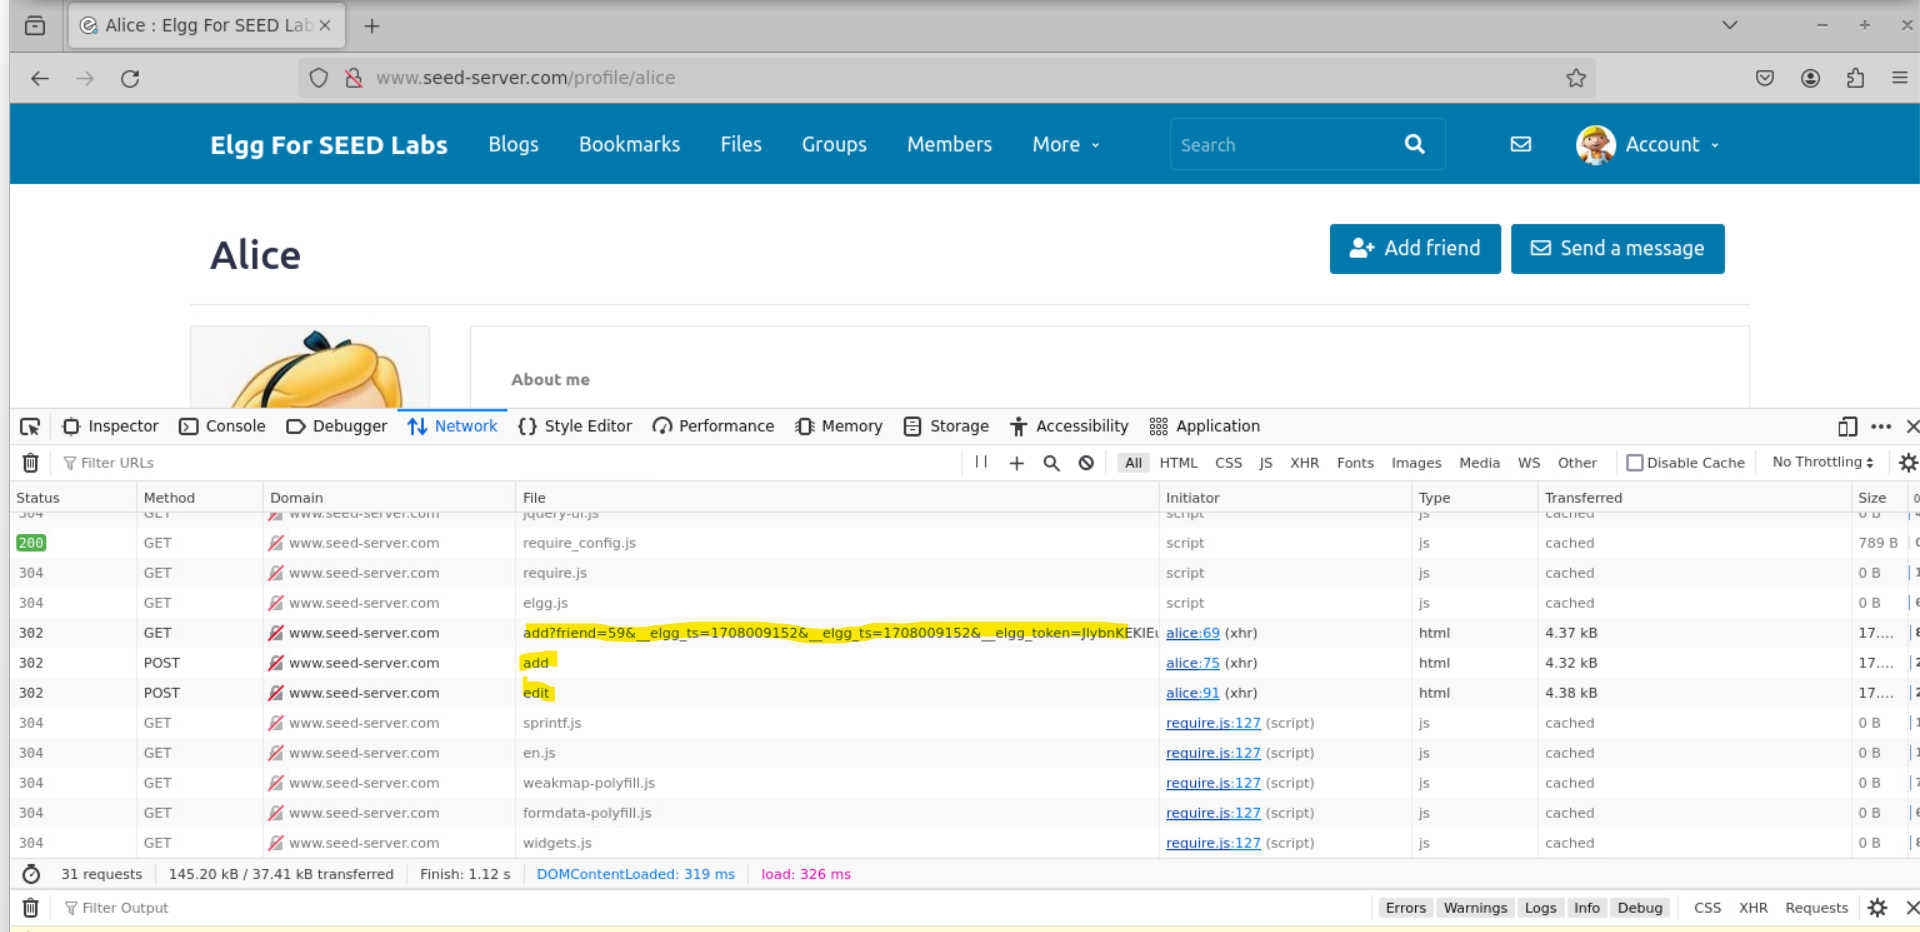 Alice : Elgg For SEED Lab
www.seed-server.com/profile/alice
Elgg For SEED Labs Blogs Bookmarks Files Groups Members More Search Account
Alice
Add friend Send a message
About me
Inspector Console Debugger Network Style Editor Performance Memory Storage Accessibility Application
Filter URLs All HTML CSS JS XHR Fonts Images Media WS Other Disable Cache No Throttling
Status Method Domain File Initiator Type Transferred Size
304 GET www.seed-server.com jquery-ui.js script js cached 0 B
200 GET www.seed-server.com require_config.js script js cached 789 B
304 GET www.seed-server.com require.js script js cached 0 B
304 GET www.seed-server.com elgg.js script js cached 0 B
302 GET www.seed-server.com add?friend=59&__elgg_ts=1708009152&__elgg_ts=1708009152&__elgg_token=JIybnKEKIEu alice:69 (xhr) html 4.37 kB 17....
302 POST www.seed-server.com add alice:75 (xhr) html 4.32 kB 17....
302 POST www.seed-server.com edit alice:91 (xhr) html 4.38 kB 17....
304 GET www.seed-server.com sprintf.js require.js:127 (script) js cached 0 B
304 GET www.seed-server.com en.js require.js:127 (script) js cached 0 B
304 GET www.seed-server.com weakmap-polyfill.js require.js:127 (script) js cached 0 B
304 GET www.seed-server.com formdata-polyfill.js require.js:127 (script) js cached 0 B
304 GET www.seed-server.com widgets.js require.js:127 (script) js cached 0 B
31 requests 145.20 kB / 37.41 kB transferred Finish: 1.12 s DOMContentLoaded: 319 ms load: 326 ms
Filter Output Errors Warnings Logs Info Debug CSS XHR Requests